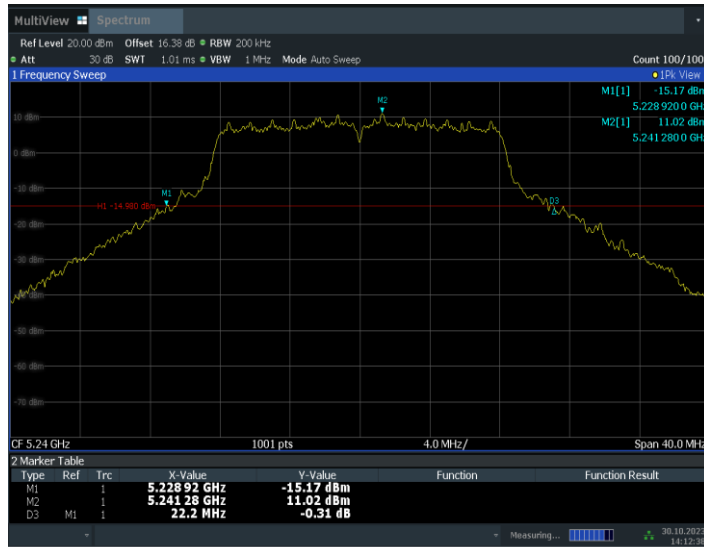 MultiView Spectrum
Ref Level 20.00 dBm Offset 16.38 dB RBW 200 kHz
Att 30 dB SWT 1.01 ms VBW 1 MHz Mode Auto Sweep Count 100/100
1 Frequency Sweep 1Pk View
M1[1] -15.17 dBm
5.2289200 GHz
M2[1] 11.02 dBm
5.2412800 GHz
M2
10 dBm
0 dBm
-10 dBm
M1
H1 -14.980 dBm
D3
-20 dBm
-30 dBm
-40 dBm
-50 dBm
-60 dBm
-70 dBm
CF 5.24 GHz 1001 pts 4.0 MHz/ Span 40.0 MHz
2 Marker Table
Type Ref Trc X-Value Y-Value Function Function Result
M1 1 5.228 92 GHz -15.17 dBm
M2 1 5.241 28 GHz 11.02 dBm
D3 M1 1 22.2 MHz -0.31 dB
Measuring... 30.10.2023
14:12:38